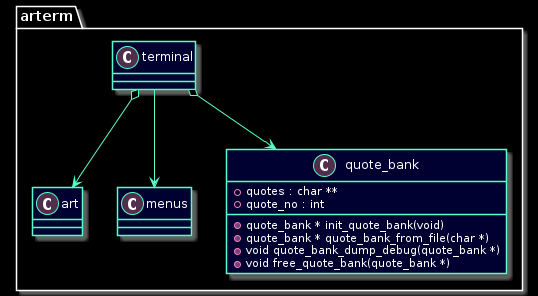 arterm
C terminal
C art
C menus
C quote_bank
quotes : char **
quote_no : int
quote_bank * init_quote_bank(void)
quote_bank * quote_bank_from_file(char *)
void quote_bank_dump_debug(quote_bank *)
void free_quote_bank(quote_bank *)